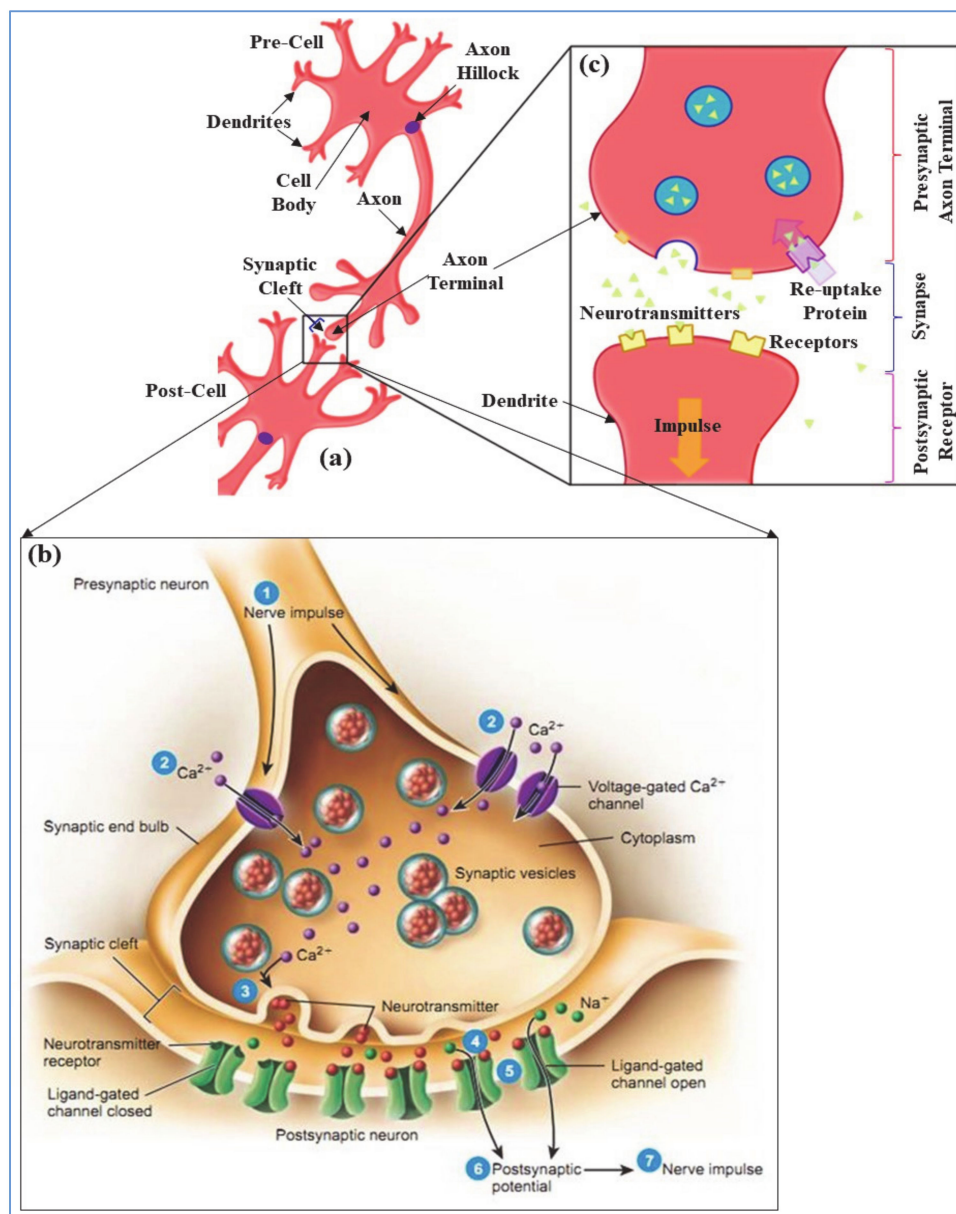 Pre-Cell
Axon
Hillock
Dendrites
Cell
Body
Axon
Synaptic
Cleft
Axon
Terminal
Post-Cell
(a)
(c)
Presynaptic
Axon Terminal
Re-uptake
Protein
Neurotransmitters
Receptors
Synapse
Dendrite
Impulse
Postsynaptic
Receptor
(b)
Presynaptic neuron
1
Nerve impulse
2
Ca2+
2
Ca2+
Voltage-gated Ca2+
channel
Synaptic end bulb
Cytoplasm
Synaptic vesicles
Synaptic cleft
Ca2+
3
Neurotransmitter
Na+
4
Neurotransmitter
receptor
5
Ligand-gated
channel open
Ligand-gated
channel closed
Postsynaptic neuron
6
Postsynaptic
potential
7
Nerve impulse